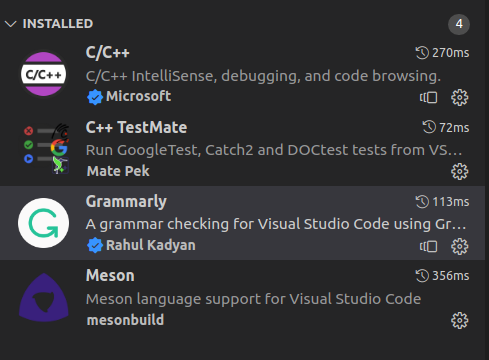 INSTALLED 4
C/C++ 270ms
C/C++
C/C++ IntelliSense, debugging, and code browsing.
Microsoft
C++ TestMate 72ms
Run GoogleTest, Catch2 and DOCtest tests from VS...
Mate Pek
Grammarly 113ms
A grammar checking for Visual Studio Code using Gr...
Rahul Kadyan
Meson 356ms
Meson language support for Visual Studio Code
mesonbuild